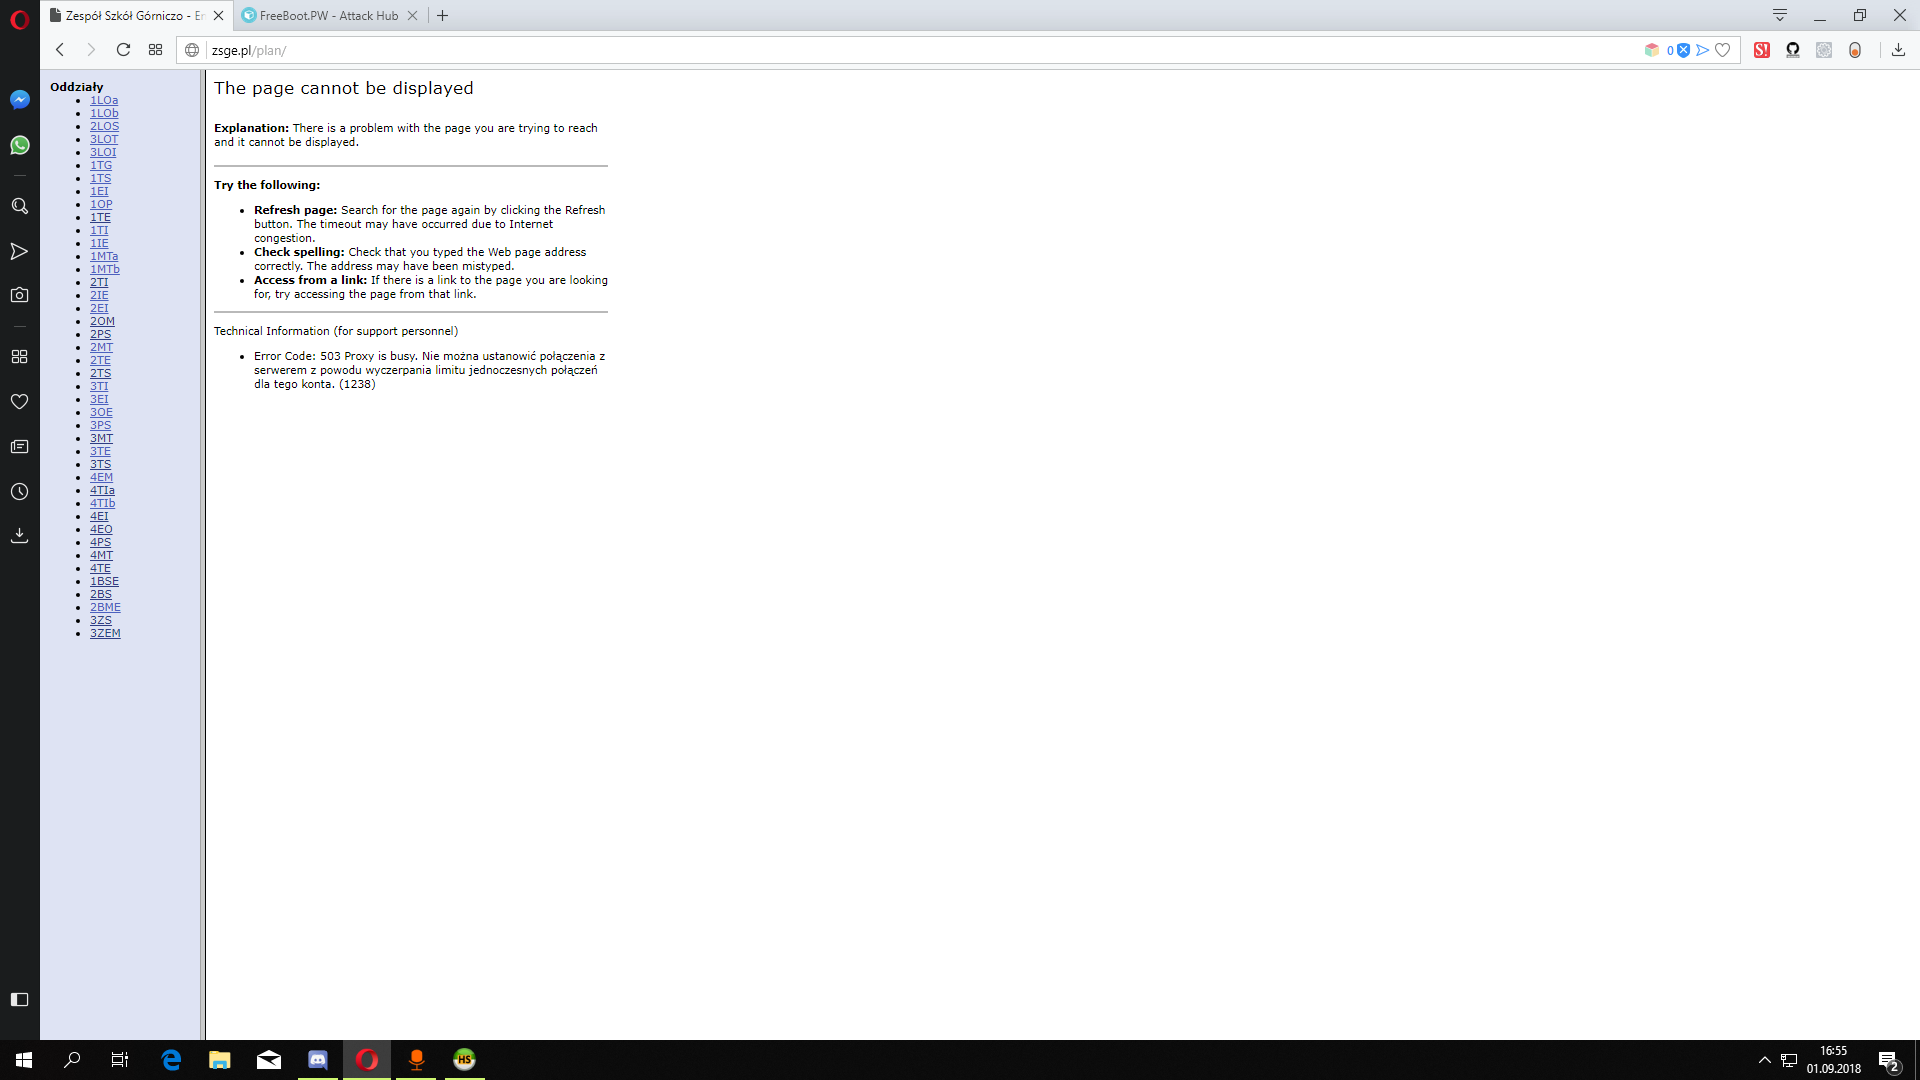 Zespół Szkół Górniczo - En
FreeBoot.PW - Attack Hub
zsge.pl/plan/
0
S!
Oddziały
1LOa
1LOb
2LOS
3LOT
3LOI
1TG
1TS
1EI
1OP
1TE
1TI
1IE
1MTa
1MTb
2TI
2IE
2EI
2OM
2PS
2MT
2TE
2TS
3TI
3EI
3OE
3PS
3MT
3TE
3TS
4EM
4TIa
4TIb
4EI
4EO
4PS
4MT
4TE
1BSE
2BS
2BME
3ZS
3ZEM
The page cannot be displayed
Explanation: There is a problem with the page you are trying to reach
and it cannot be displayed.
Try the following:
Refresh page: Search for the page again by clicking the Refresh
button. The timeout may have occurred due to Internet
congestion.
Check spelling: Check that you typed the Web page address
correctly. The address may have been mistyped.
Access from a link: If there is a link to the page you are looking
for, try accessing the page from that link.
Technical Information (for support personnel)
Error Code: 503 Proxy is busy. Nie można ustanowić połączenia z
serwerem z powodu wyczerpania limitu jednoczesnych połączeń
dla tego konta. (1238)
HS
16:55
01.09.2018
2